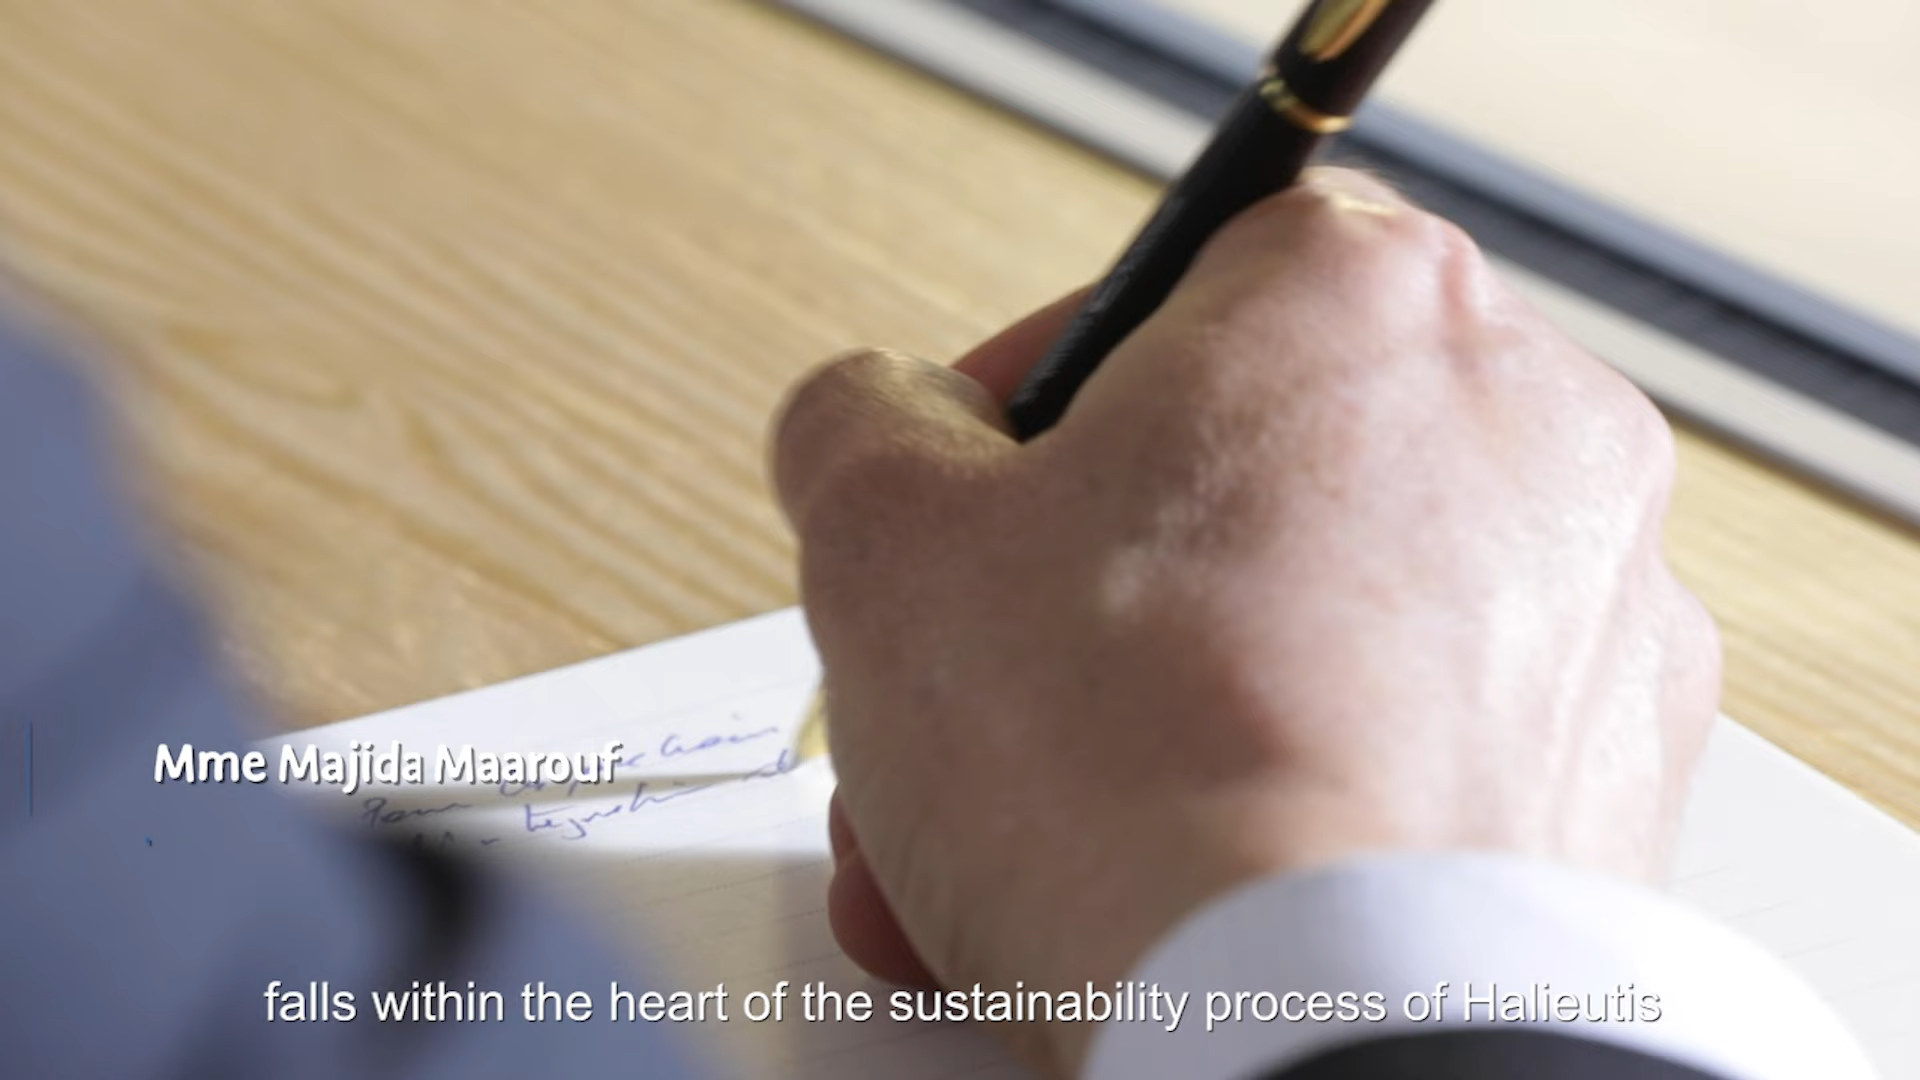 Mme Majida Maarouf
falls within the heart of the sustainability process of Halieutis